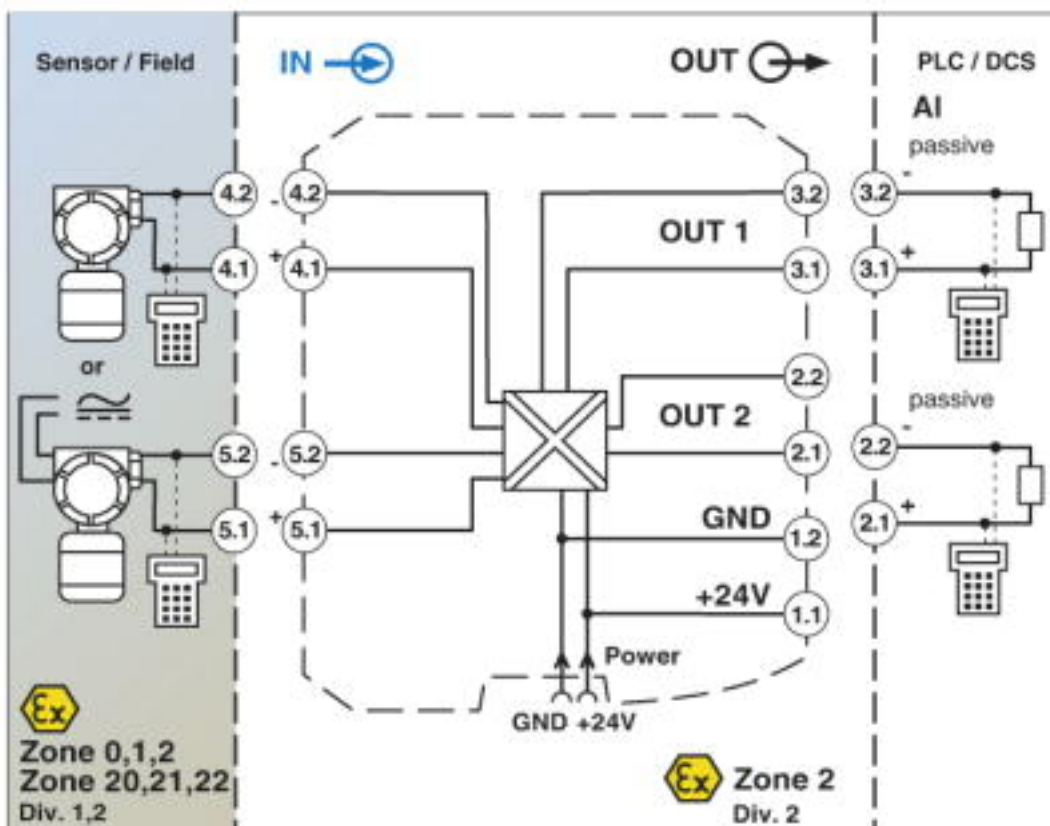 Sensor / Field
IN
OUT
PLC / DCS
AI
passive
4.2
-
4.2
3.2
3.2
-
OUT 1
4.1
+
4.1
3.1
3.1
+
or
2.2
passive
OUT 2
5.2
-
5.2
2.1
2.2
-
GND
5.1
+
5.1
1.2
2.1
+
+24V
1.1
Power
GND +24V
Ex
Zone 0,1,2
Zone 20,21,22
Div. 1,2
Ex
Zone 2
Div. 2